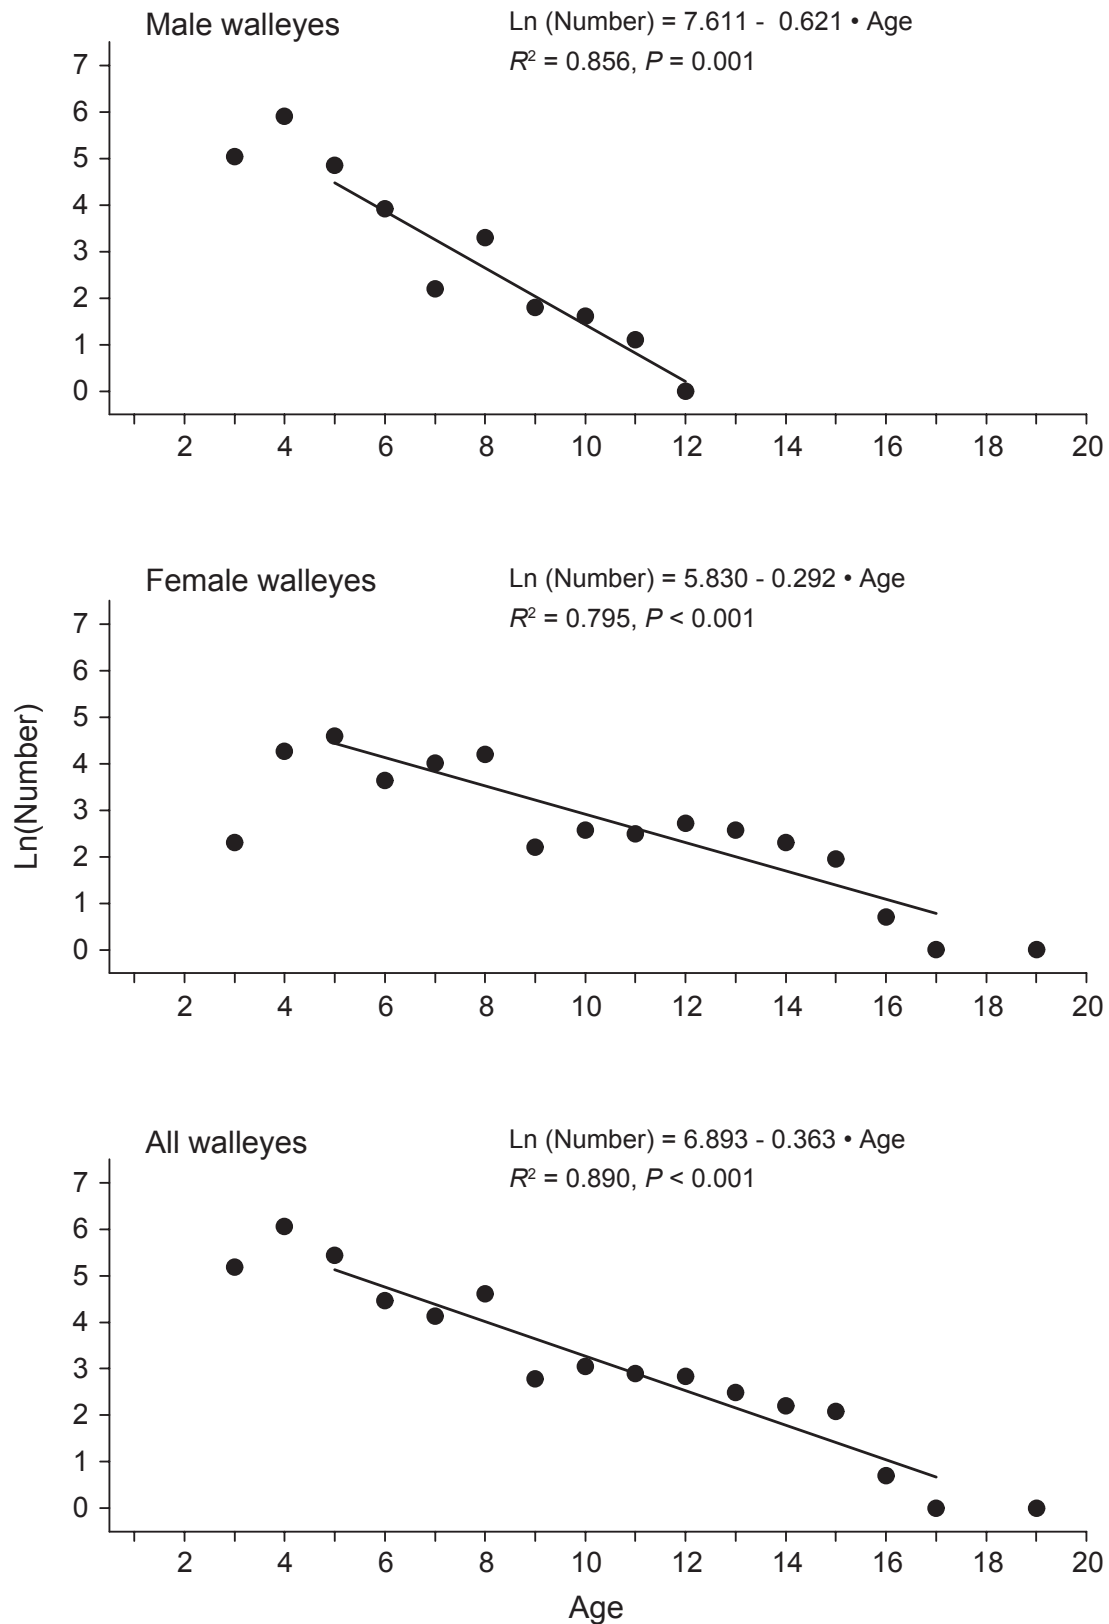 Male walleyes
Ln (Number) = 7.611 -  0.621 • Age
R² = 0.856, P = 0.001
7
6
5
4
3
2
1
0
2 4 6 8 10 12 14 16 18 20
Female walleyes
Ln (Number) = 5.830 - 0.292 • Age
R² = 0.795, P < 0.001
7
6
5
4
3
2
1
0
2 4 6 8 10 12 14 16 18 20
Ln(Number)
All walleyes
Ln (Number) = 6.893 - 0.363 • Age
R² = 0.890, P < 0.001
7
6
5
4
3
2
1
0
2 4 6 8 10 12 14 16 18 20
Age